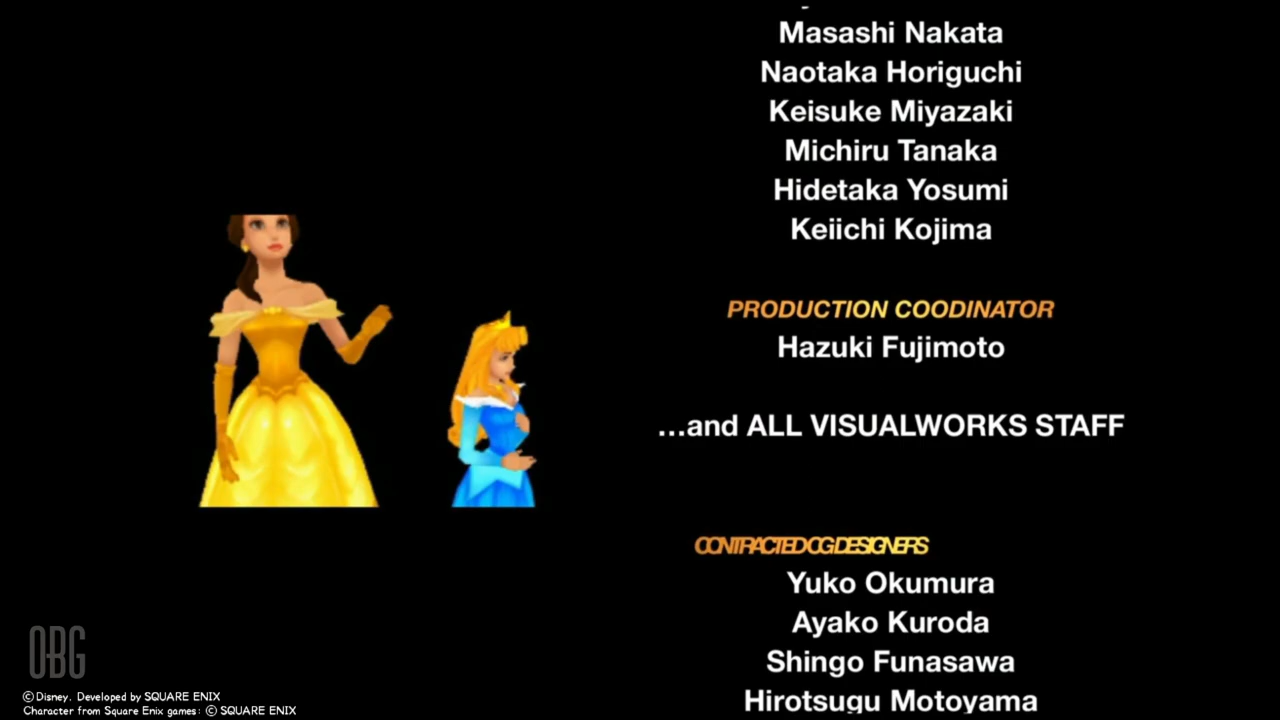 Masashi Nakata
Naotaka Horiguchi
Keisuke Miyazaki
Michiru Tanaka
Hidetaka Yosumi
Keiichi Kojima
PRODUCTION COODINATOR
Hazuki Fujimoto
...and ALL VISUALWORKS STAFF
CONTRACTED CG DESIGNERS
Yuko Okumura
Ayako Kuroda
Shingo Funasawa
Hirotsugu Motoyama
OBG
© Disney. Developed by SQUARE ENIX
Character from Square Enix games: © SQUARE ENIX